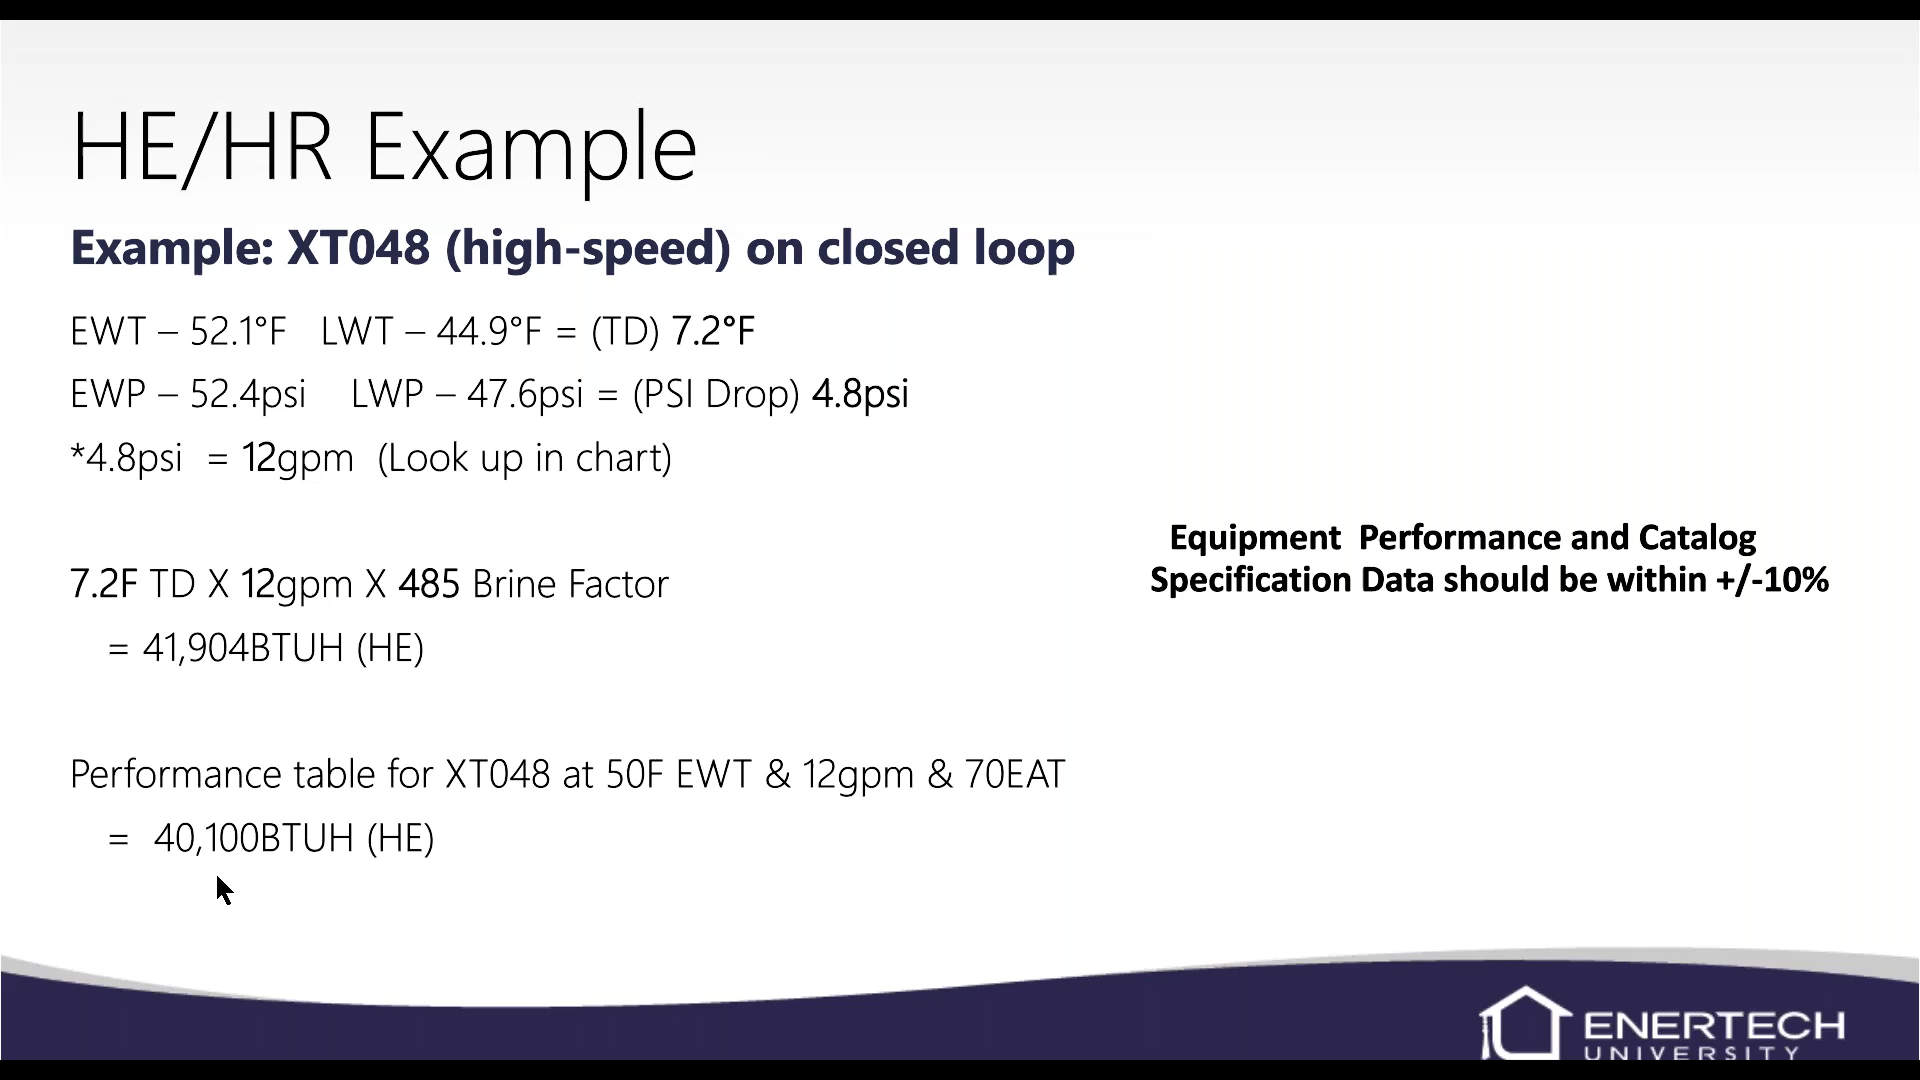 HE/HR Example
Example: XT048 (high-speed) on closed loop
EWT – 52.1°F LWT – 44.9°F = (TD) 7.2°F
EWP – 52.4psi LWP – 47.6psi = (PSI Drop) 4.8psi
*4.8psi = 12gpm (Look up in chart)
7.2F TD X 12gpm X 485 Brine Factor
= 41,904BTUH (HE)
Performance table for XT048 at 50F EWT & 12gpm & 70EAT
= 40,100BTUH (HE)
Equipment Performance and Catalog
Specification Data should be within +/-10%
ENERTECH
UNIVERSITY